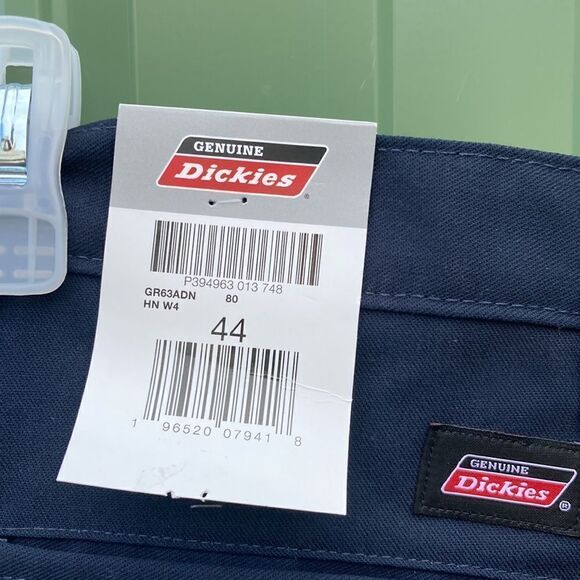 GENUINE
Dickies
®
P394963 013 748
GR63ADN 80
HN W4
44
1 96520 07941 8
GENUINE
Dickies
®